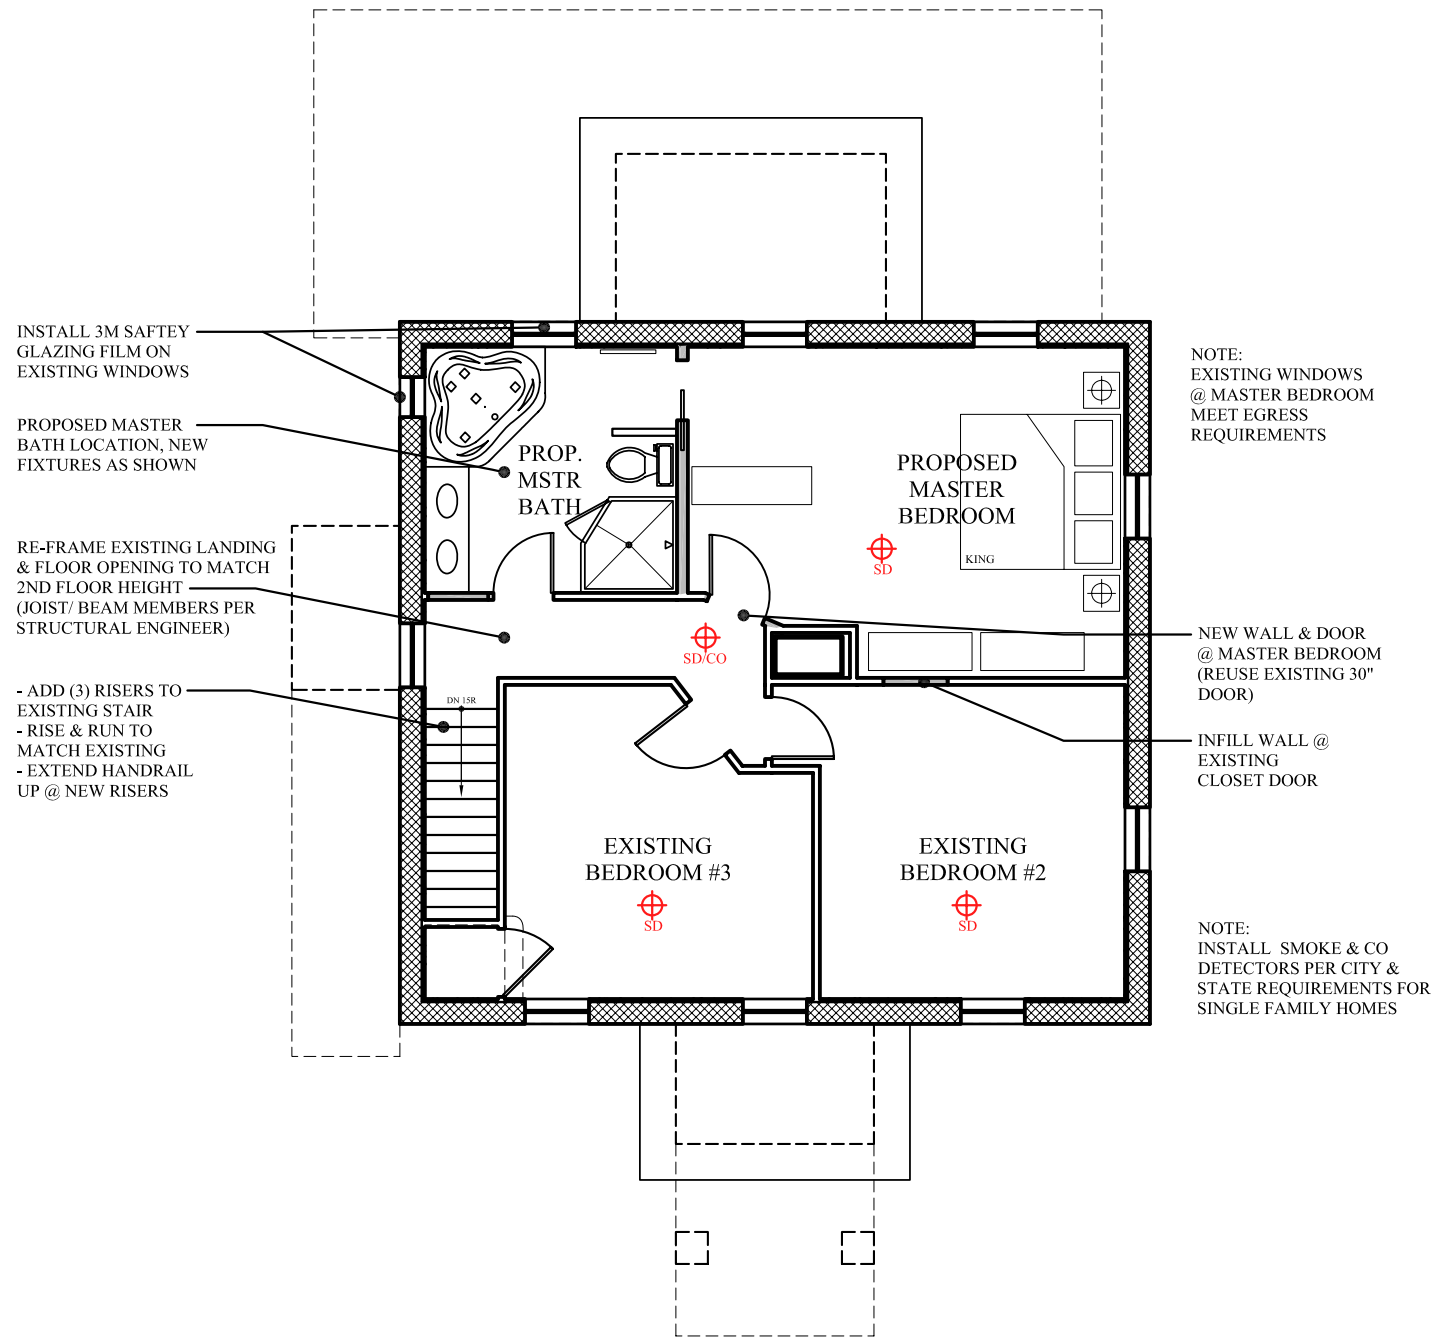 INSTALL 3M SAFTEY
GLAZING FILM ON
EXISTING WINDOWS
PROPOSED MASTER
BATH LOCATION, NEW
FIXTURES AS SHOWN
RE-FRAME EXISTING LANDING
& FLOOR OPENING TO MATCH
2ND FLOOR HEIGHT
(JOIST/ BEAM MEMBERS PER
STRUCTURAL ENGINEER)
- ADD (3) RISERS TO
EXISTING STAIR
- RISE & RUN TO
MATCH EXISTING
- EXTEND HANDRAIL
UP @ NEW RISERS
PROP.
MSTR
BATH
PROPOSED
MASTER
BEDROOM
KING
SD
SD/CO
DN 15R
EXISTING
BEDROOM #3
SD
EXISTING
BEDROOM #2
SD
NOTE:
EXISTING WINDOWS
@ MASTER BEDROOM
MEET EGRESS
REQUIREMENTS
NEW WALL & DOOR
@ MASTER BEDROOM
(REUSE EXISTING 30"
DOOR)
INFILL WALL @
EXISTING
CLOSET DOOR
NOTE:
INSTALL SMOKE & CO
DETECTORS PER CITY &
STATE REQUIREMENTS FOR
SINGLE FAMILY HOMES